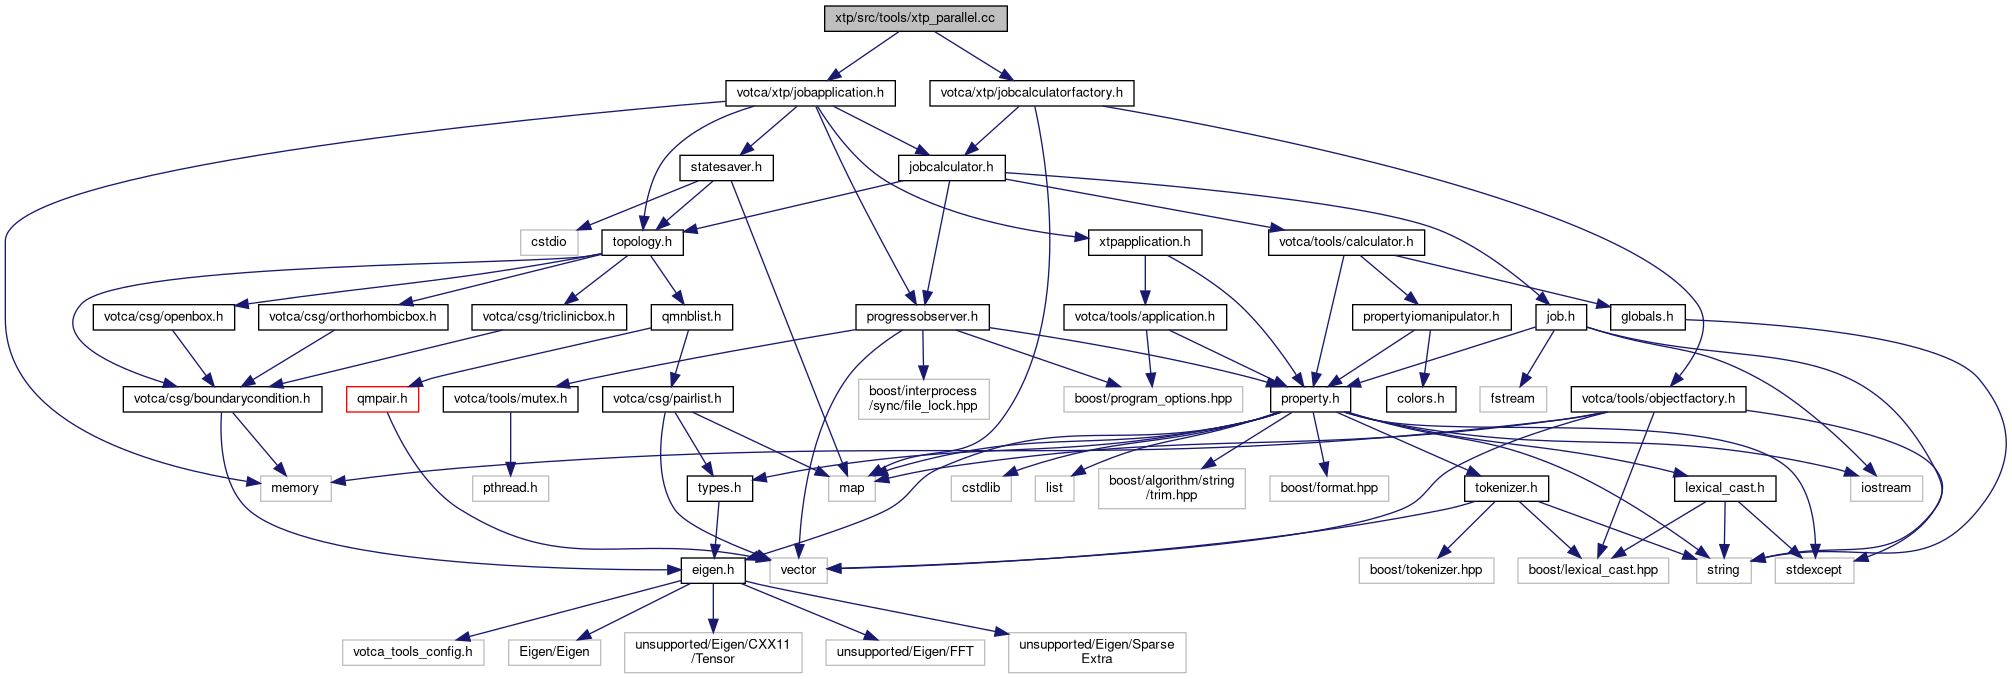 xtp/src/tools/xtp_parallel.cc
votca/xtp/jobapplication.h
votca/xtp/jobcalculatorfactory.h
statesaver.h
jobcalculator.h
cstdio
topology.h
xtpapplication.h
votca/tools/calculator.h
votca/csg/openbox.h
votca/csg/orthorhombicbox.h
votca/csg/triclinicbox.h
qmnblist.h
progressobserver.h
votca/tools/application.h
propertyiomanipulator.h
job.h
globals.h
votca/csg/boundarycondition.h
qmpair.h
votca/tools/mutex.h
votca/csg/pairlist.h
boost/interprocess
/sync/file_lock.hpp
boost/program_options.hpp
property.h
colors.h
fstream
votca/tools/objectfactory.h
memory
pthread.h
types.h
map
cstdlib
list
boost/algorithm/string
/trim.hpp
boost/format.hpp
tokenizer.h
lexical_cast.h
iostream
eigen.h
vector
boost/tokenizer.hpp
boost/lexical_cast.hpp
string
stdexcept
votca_tools_config.h
Eigen/Eigen
unsupported/Eigen/CXX11
/Tensor
unsupported/Eigen/FFT
unsupported/Eigen/Sparse
Extra